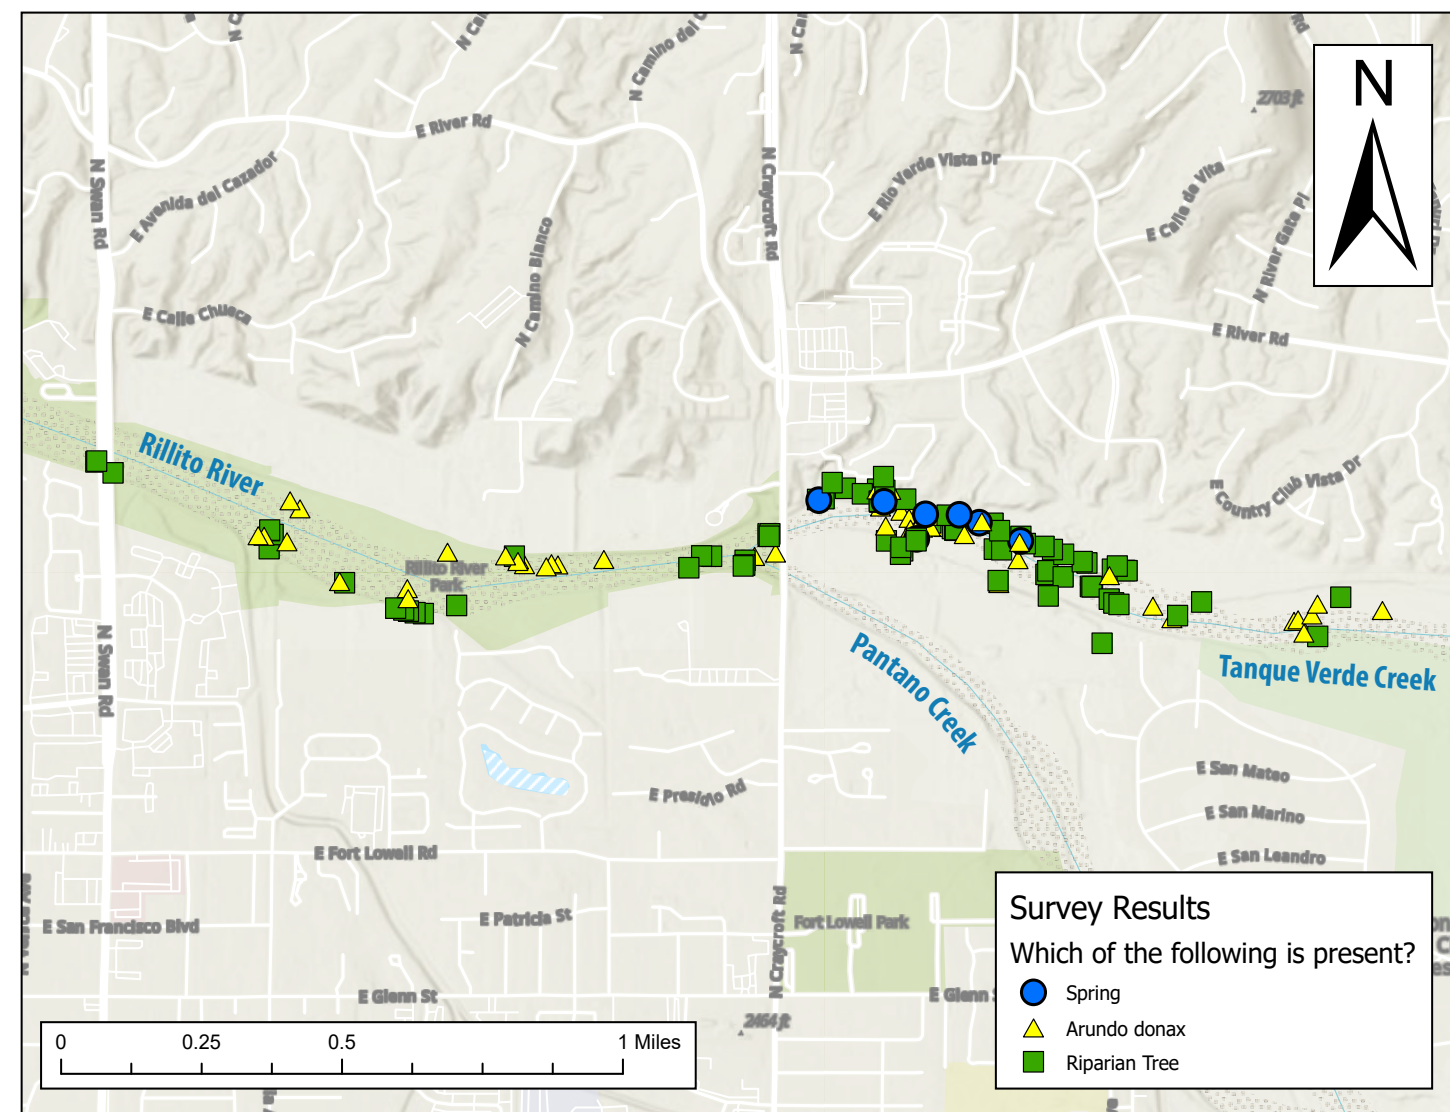 N Camino del C
N
2703 ft
E River Rd
N Swan Rd
E Avenida del Cazador
N Craycroft Rd
E Rio Verde Vista Dr
E Calle de Vita
N River Gate Pl
N Camino Blanco
E Calle Chueca
E River Rd
Rillito River
E Country Club Vista Dr
Rillito River
Park
N Swan Rd
Pantano Creek
Tanque Verde Creek
E San Mateo
E Presidio Rd
E San Marino
E Fort Lowell Rd
E San Leandro
E San Francisco Blvd
E Patricia St
N Craycroft Rd
Fort Lowell Park
E Glenn St
E Glenn S
2464 ft
Survey Results
Which of the following is present?
Spring
Arundo donax
Riparian Tree
0 0.25 0.5 1 Miles